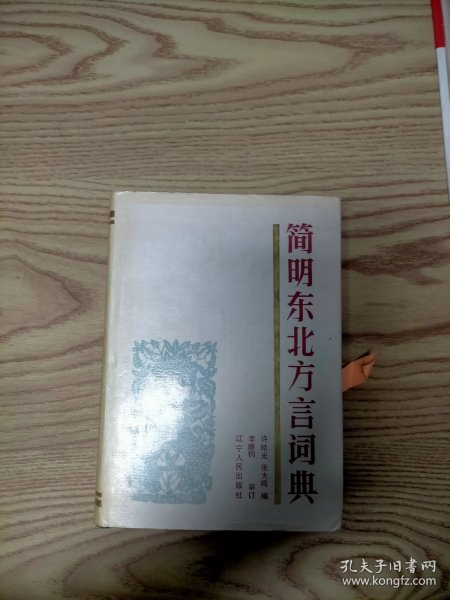 简明东北方言词典
许皓光 张大鸣 编
李康钧 审订
辽宁人民出版社
孔夫子旧书网
www.kongfz.com